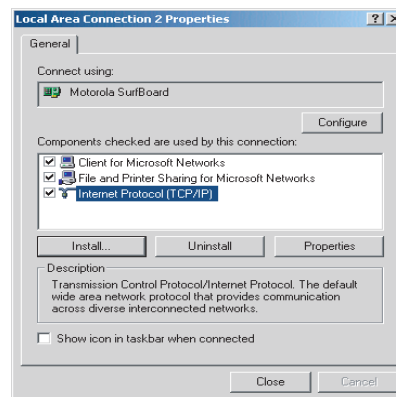 Local Area Connection 2 Properties
General
Connect using:
Motorola SurfBoard
Configure
Components checked are used by this connection:
Client for Microsoft Networks
File and Printer Sharing for Microsoft Networks
Internet Protocol (TCP/IP)
Install... Uninstall Properties
Description
Transmission Control Protocol/Internet Protocol. The default
wide area network protocol that provides communication
across diverse interconnected networks.
Show icon in taskbar when connected
Close Cancel